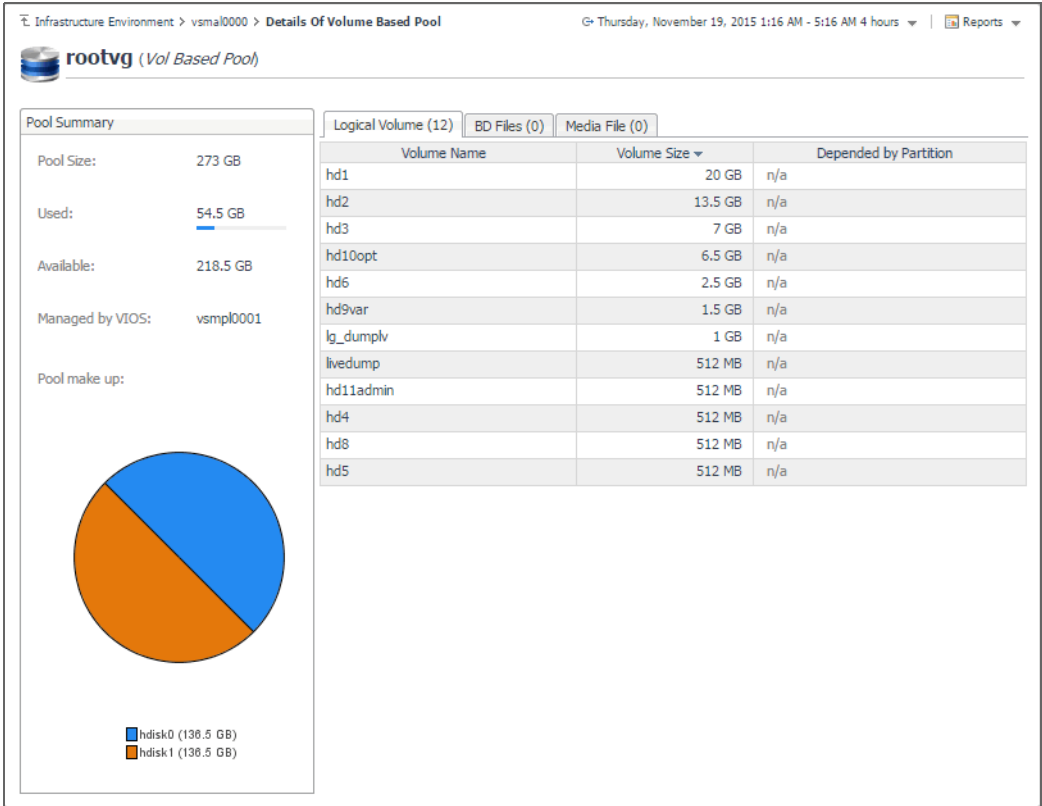 Infrastructure Environment > vsmal0000 > Details Of Volume Based Pool
Thursday, November 19, 2015 1:16 AM - 5:16 AM 4 hours | Reports
rootvg (Vol Based Pool)
Pool Summary
Pool Size: 273 GB
Used: 54.5 GB
Available: 218.5 GB
Managed by VIOS: vsmpl0001
Pool make up:
hdisk0 (136.5 GB)
hdisk1 (136.5 GB)
Logical Volume (12) BD Files (0) Media File (0)
Volume Name Volume Size Depended by Partition
hd1 20 GB n/a
hd2 13.5 GB n/a
hd3 7 GB n/a
hd10opt 6.5 GB n/a
hd6 2.5 GB n/a
hd9var 1.5 GB n/a
lg_dumplv 1 GB n/a
livedump 512 MB n/a
hd11admin 512 MB n/a
hd4 512 MB n/a
hd8 512 MB n/a
hd5 512 MB n/a